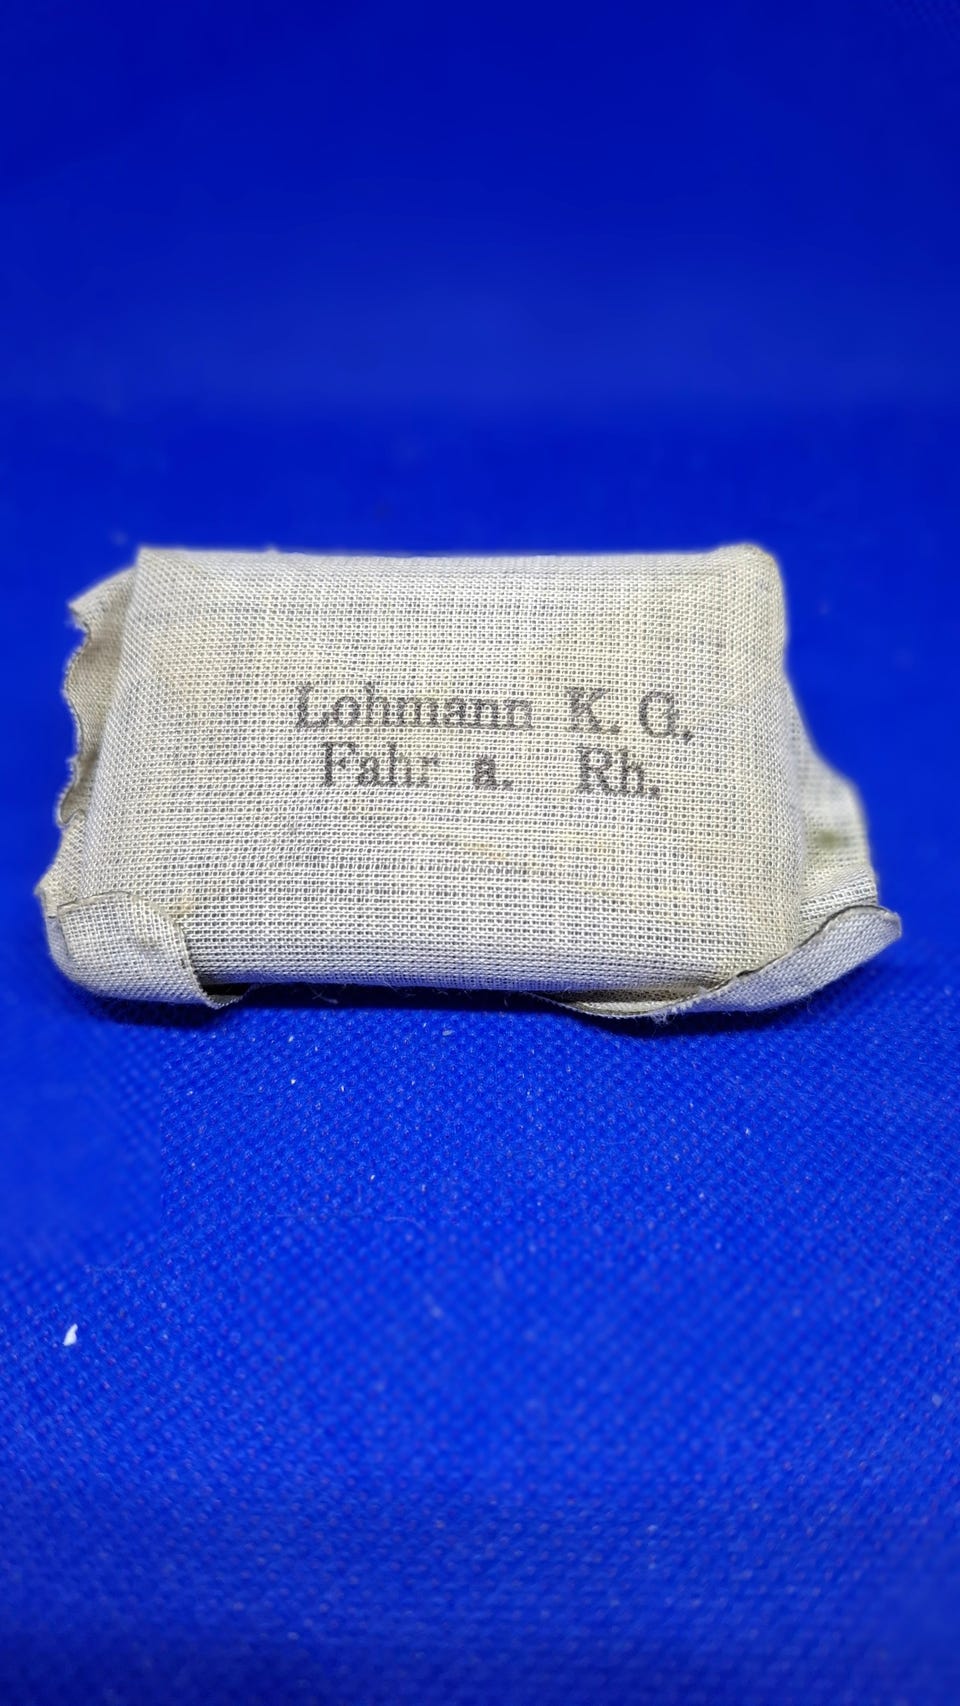 Lohmann K. G.
Fahr a. Rh.